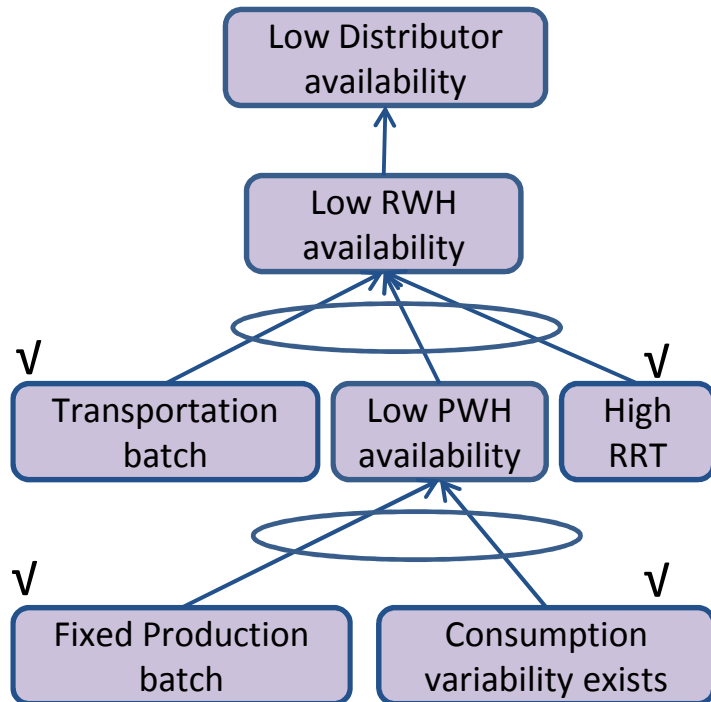 Low Distributor
availability
Low RWH
availability
√
√
Transportation
batch
Low PWH
availability
High
RRT
√
√
Fixed Production
batch
Consumption
variability exists